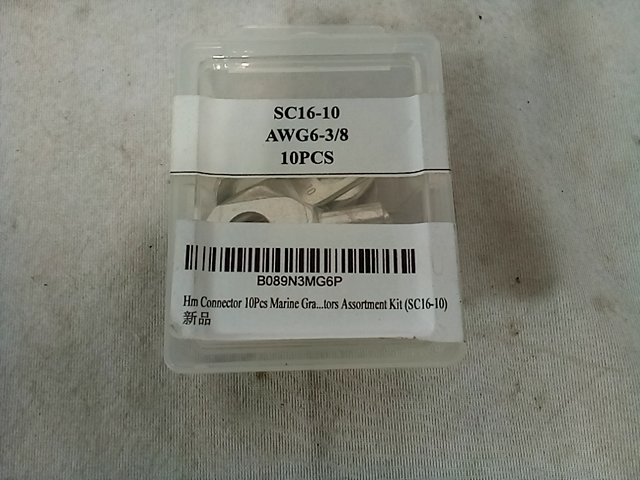 SC16-10
AWG6-3/8
10PCS
B089N3MG6P
Hm Connector 10Pcs Marine Gra...tors Assortment Kit (SC16-10)
新品